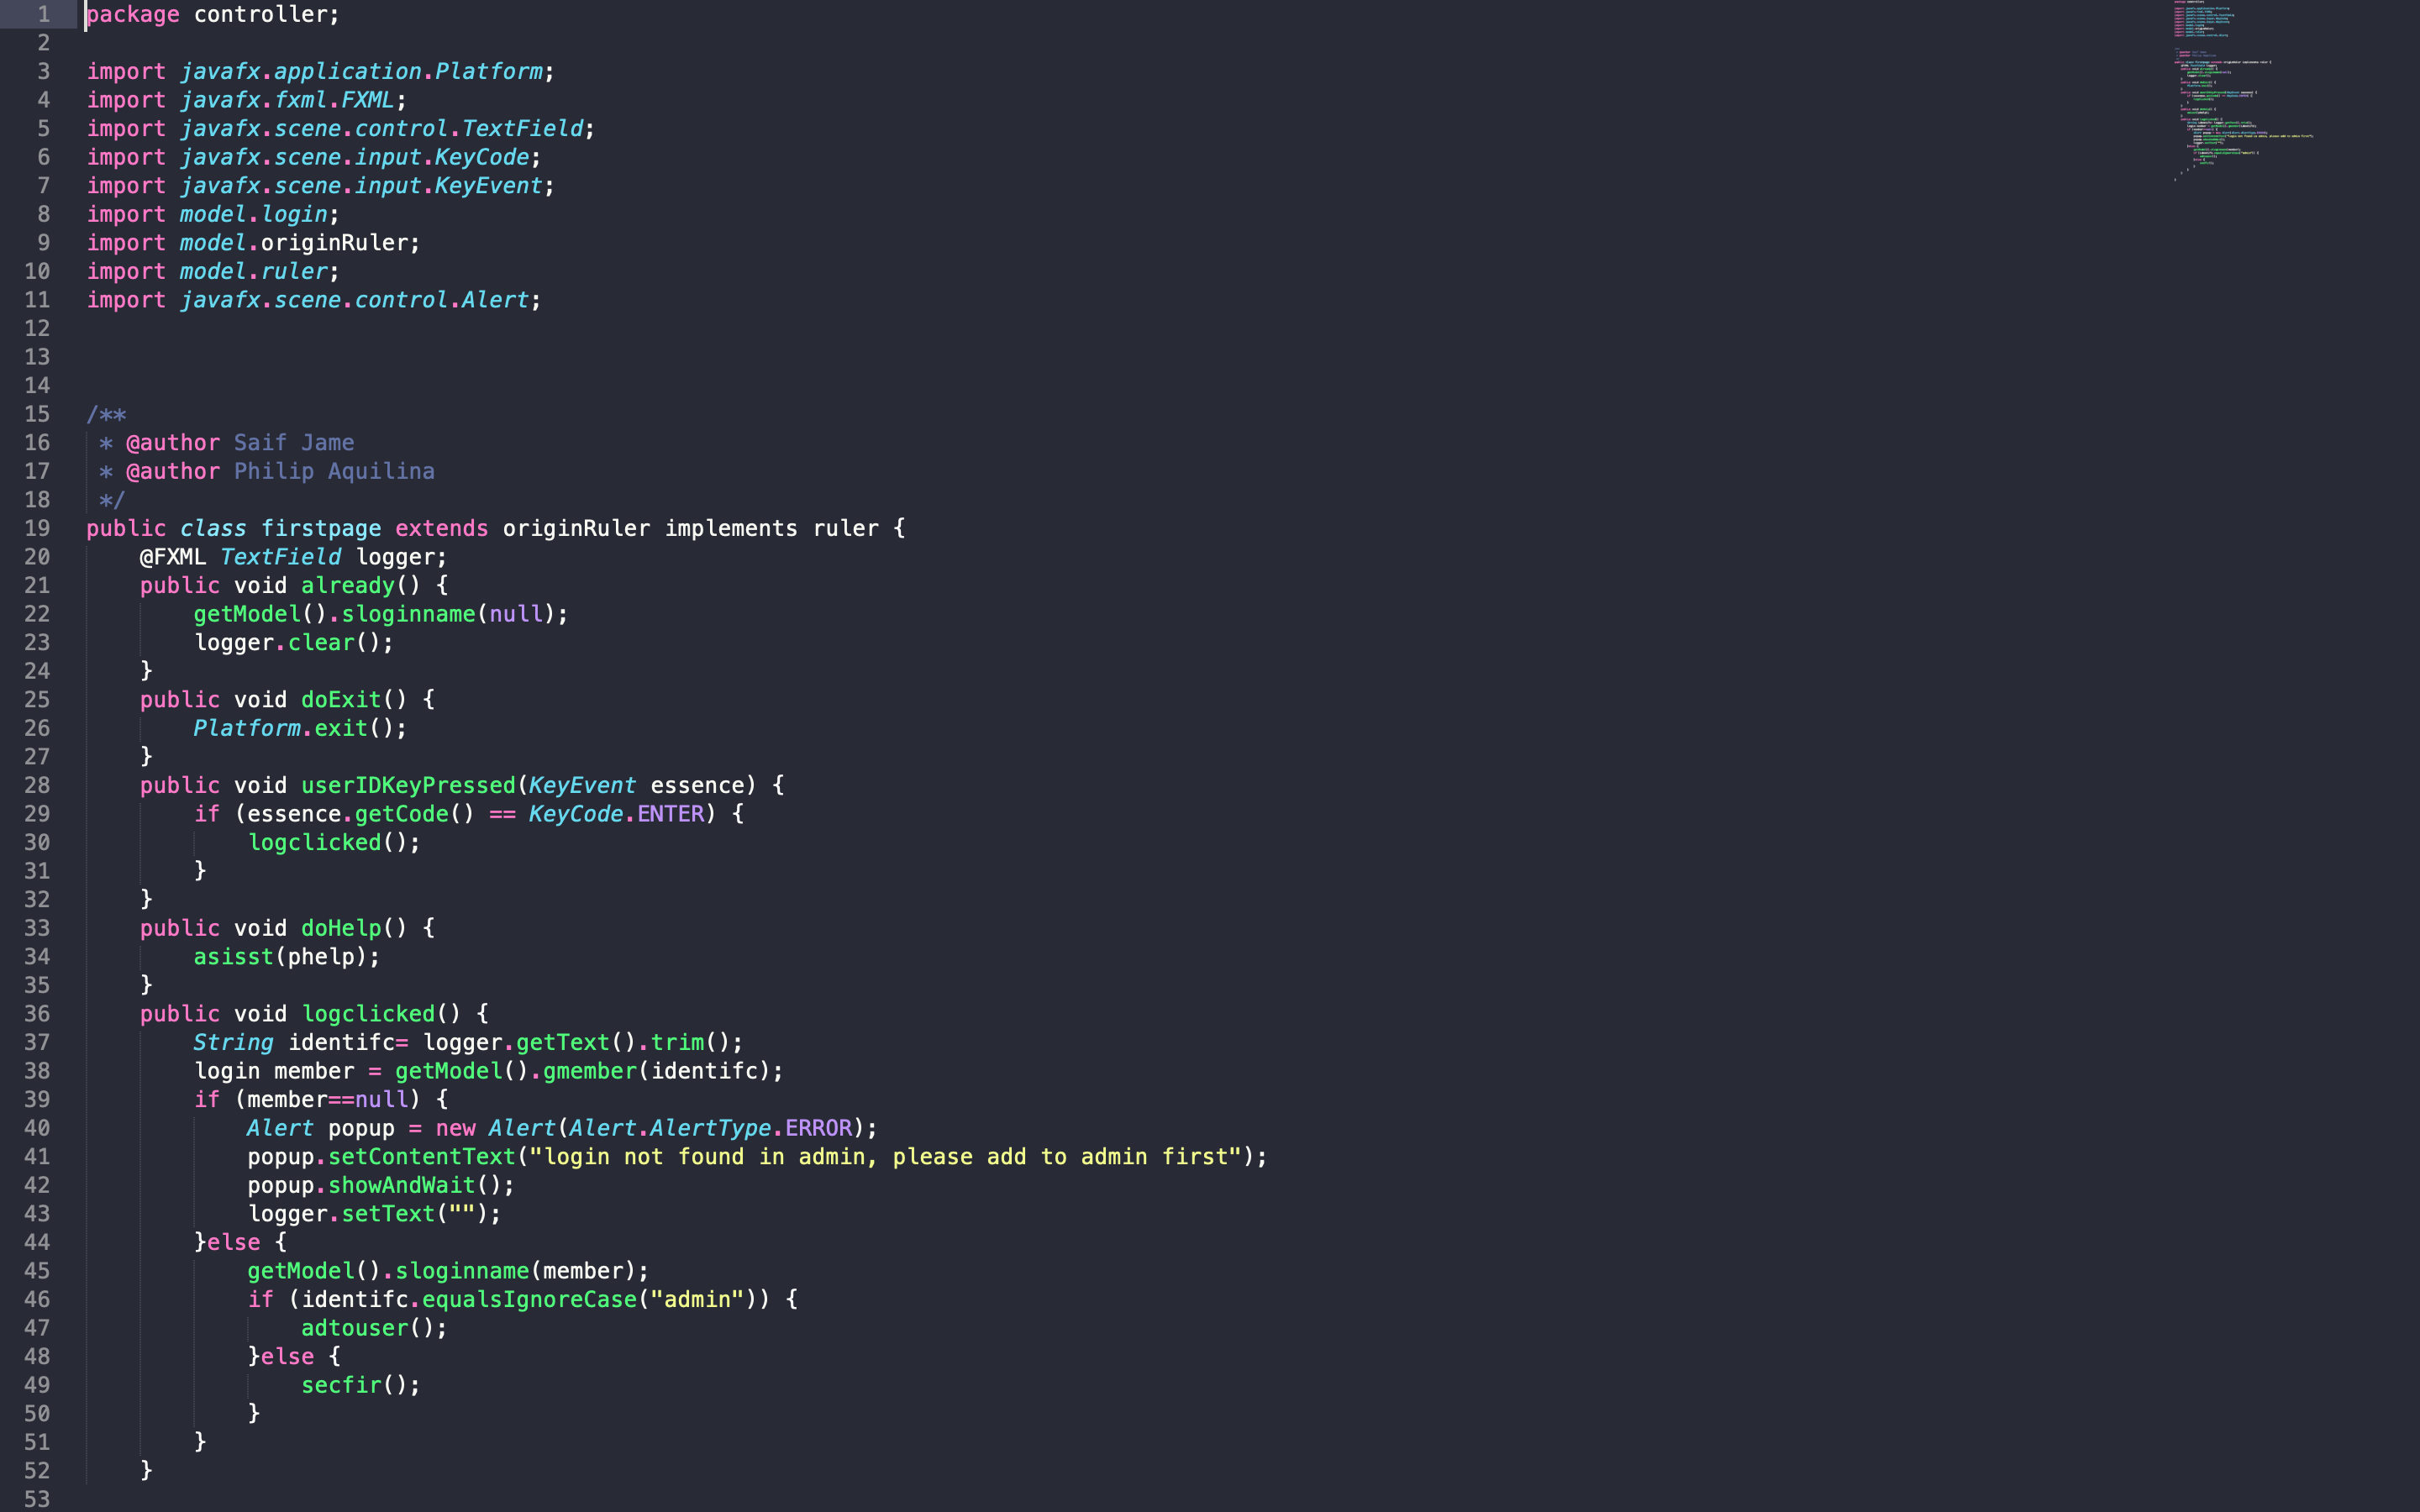 1 package controller;
2
3 import javafx.application.Platform;
4 import javafx.fxml.FXML;
5 import javafx.scene.control.TextField;
6 import javafx.scene.input.KeyCode;
7 import javafx.scene.input.KeyEvent;
8 import model.login;
9 import model.originRuler;
10 import model.ruler;
11 import javafx.scene.control.Alert;
12
13
14
15 /**
16  * @author Saif Jame
17  * @author Philip Aquilina
18  */
19 public class firstpage extends originRuler implements ruler {
20     @FXML TextField logger;
21     public void already() {
22         getModel().sloginname(null);
23         logger.clear();
24     }
25     public void doExit() {
26         Platform.exit();
27     }
28     public void userIDKeyPressed(KeyEvent essence) {
29         if (essence.getCode() == KeyCode.ENTER) {
30             logclicked();
31         }
32     }
33     public void doHelp() {
34         asisst(phelp);
35     }
36     public void logclicked() {
37         String identifc= logger.getText().trim();
38         login member = getModel().gmember(identifc);
39         if (member==null) {
40             Alert popup = new Alert(Alert.AlertType.ERROR);
41             popup.setContentText("login not found in admin, please add to admin first");
42             popup.showAndWait();
43             logger.setText("");
44         }else {
45             getModel().sloginname(member);
46             if (identifc.equalsIgnoreCase("admin")) {
47                 adtouser();
48             }else {
49                 secfir();
50             }
51         }
52     }
53